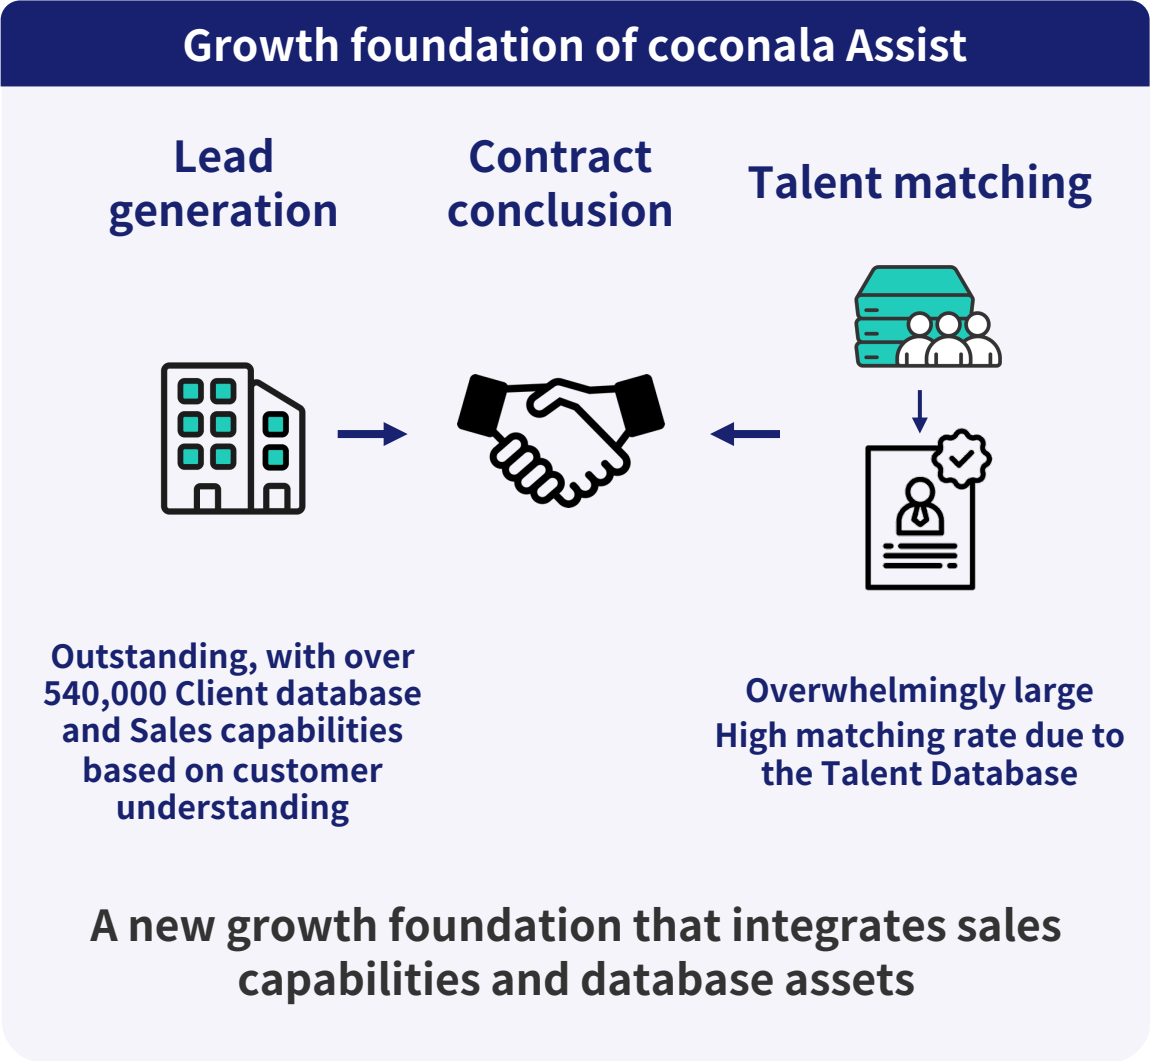 Growth foundation of coconala Assist
Lead
generation
Contract
conclusion
Talent matching
Outstanding, with over
540,000 Client database
and Sales capabilities
based on customer
understanding
Overwhelmingly large
High matching rate due to
the Talent Database
A new growth foundation that integrates sales
capabilities and database assets